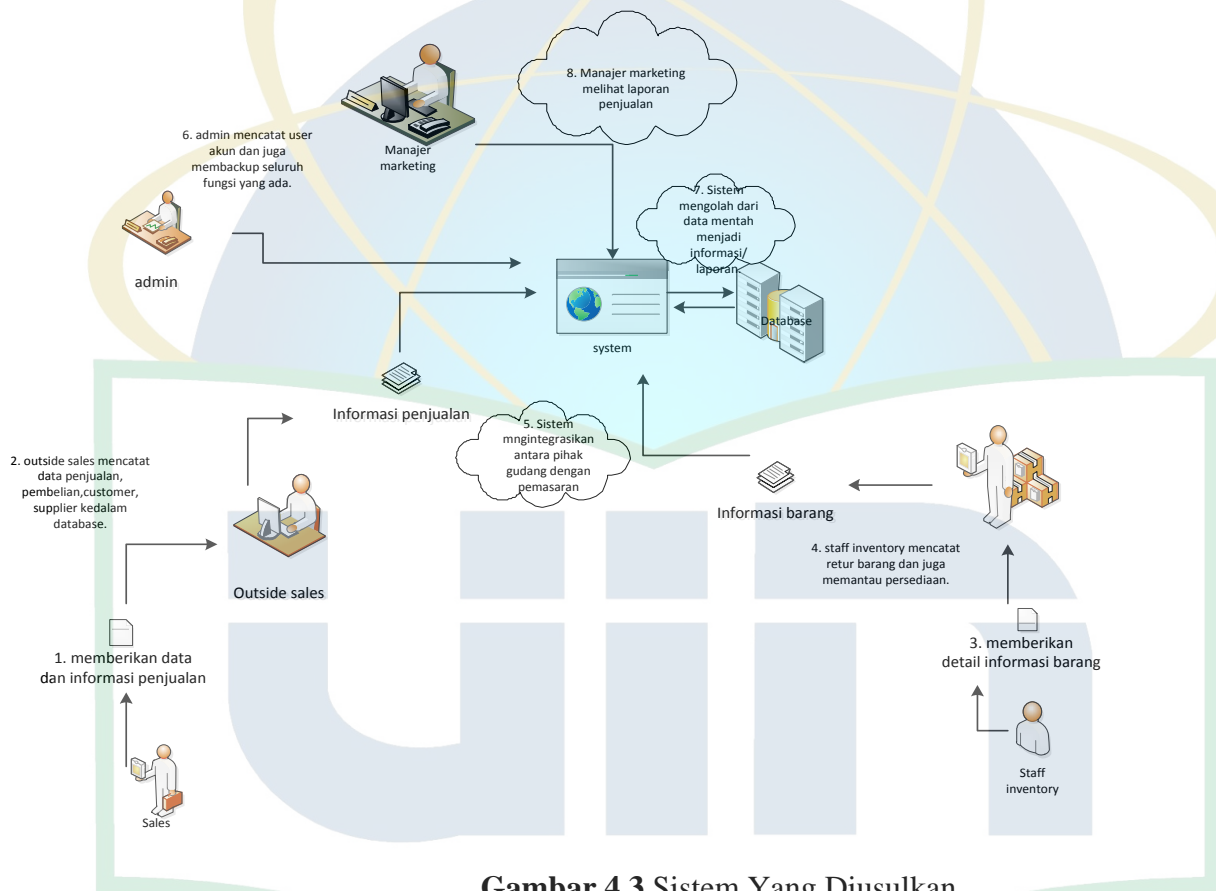 8. Manajer marketing
melihat laporan
penjualan
6. admin mencatat user
akun dan juga
membackup seluruh
fungsi yang ada.
Manajer
marketing
7. Sistem
mengolah dari
data mentah
menjadi
informasi/
laporan.
admin
Database
system
Informasi penjualan
5. Sistem
mngintegrasikan
antara pihak
gudang dengan
pemasaran
2. outside sales mencatat
data penjualan,
pembelian,customer,
supplier kedalam
database.
Informasi barang
4. staff inventory mencatat
retur barang dan juga
memantau persediaan.
Outside sales
1. memberikan data
dan informasi penjualan
3. memberikan
detail informasi barang
Staff
inventory
Sales
uin
Gambar 4.3 Sistem Yang Diusulkan